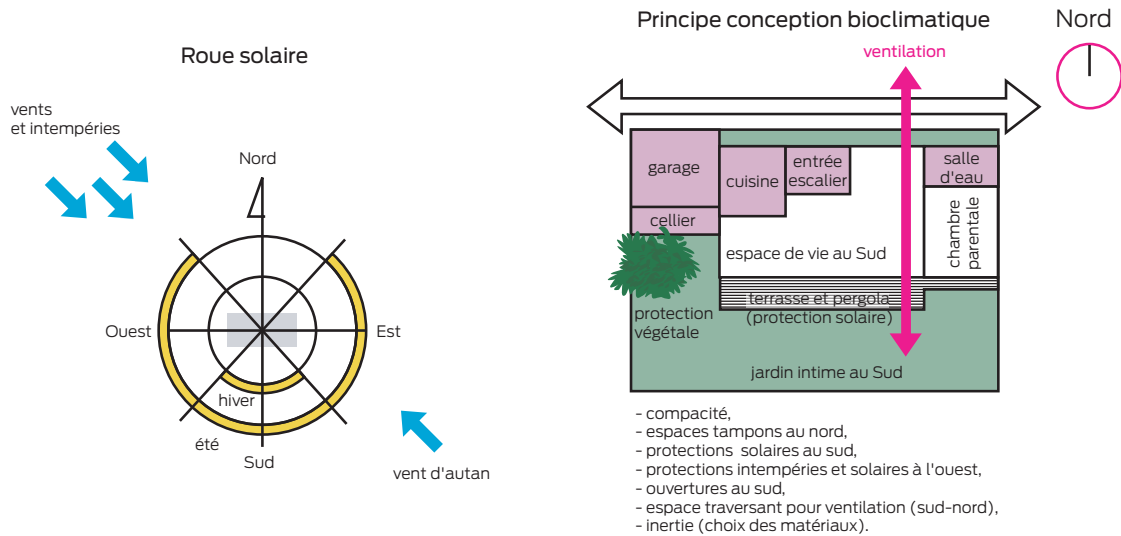 Roue solaire
vents
et intempéries
Nord
Ouest
Est
hiver
été
Sud
vent d'autan
Principe conception bioclimatique
Nord
ventilation
garage
cuisine
entrée
escalier
salle
d'eau
cellier
chambre
parentale
espace de vie au Sud
terrasse et pergola
(protection solaire)
protection
végétale
jardin intime au Sud
- compacité,
- espaces tampons au nord,
- protections solaires au sud,
- protections intempéries et solaires à l'ouest,
- ouvertures au sud,
- espace traversant pour ventilation (sud-nord),
- inertie (choix des matériaux).